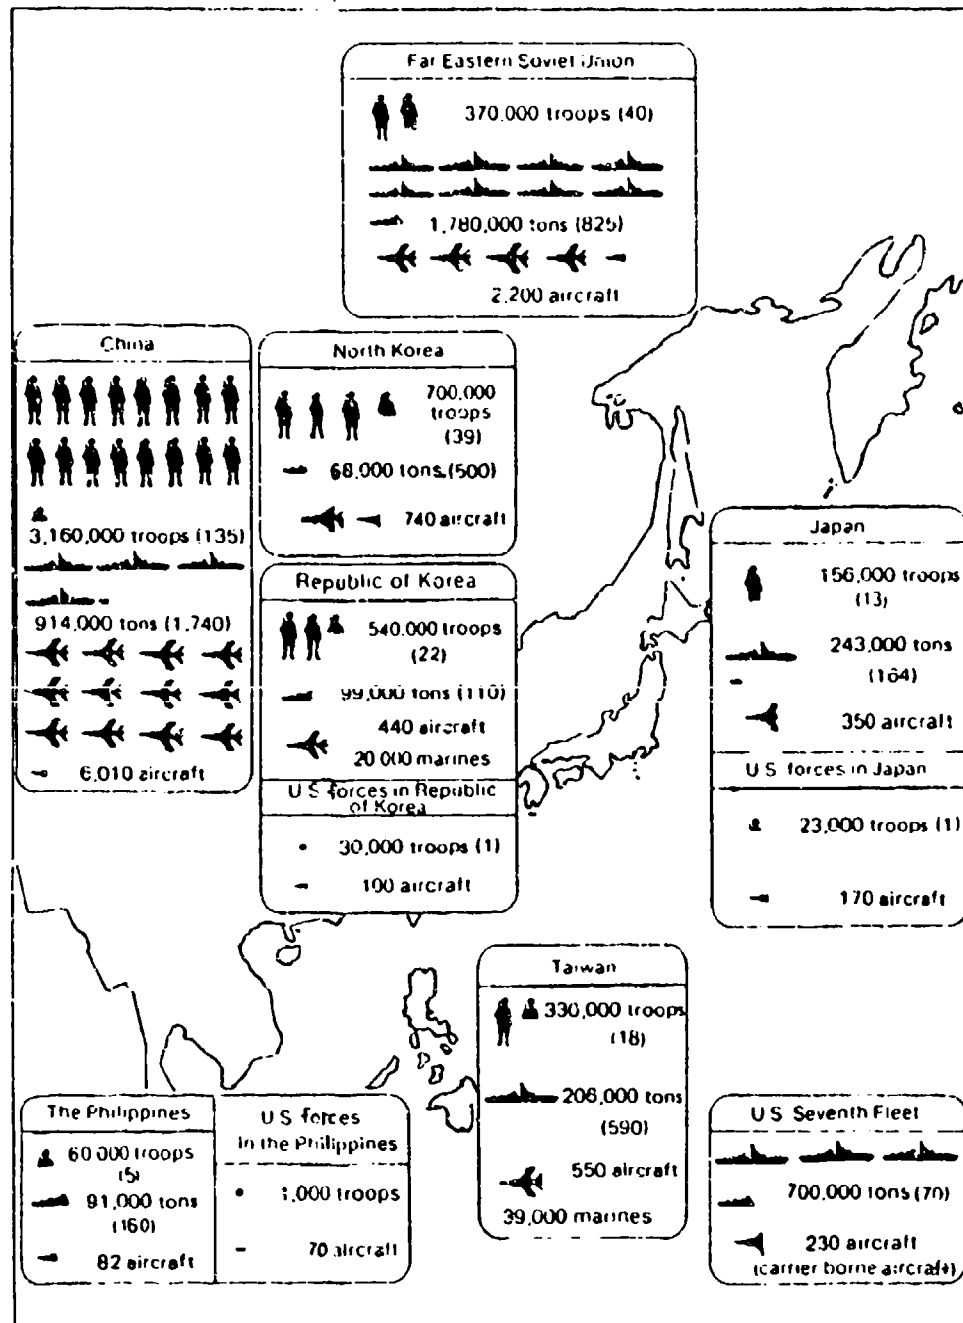 Far Eastern Soviet Union
370,000 troops (40)
1,780,000 tons (825)
2,200 aircraft
China
3,160,000 troops (135)
914,000 tons (1,740)
6,010 aircraft
North Korea
700,000
troops
(39)
68,000 tons (500)
740 aircraft
Republic of Korea
540,000 troops
(22)
99,000 tons (110)
440 aircraft
20,000 marines
U S forces in Republic
of Korea
30,000 troops (1)
100 aircraft
Japan
156,000 troops
(13)
243,000 tons
(164)
350 aircraft
U S forces in Japan
23,000 troops (1)
170 aircraft
Taiwan
330,000 troops
(18)
206,000 tons
(590)
550 aircraft
39,000 marines
The Philippines
60,000 troops
(5)
91,000 tons
(160)
82 aircraft
U S forces
In the Philippines
1,000 troops
70 aircraft
U S Seventh Fleet
700,000 tons (70)
230 aircraft
(carrier borne aircraft)